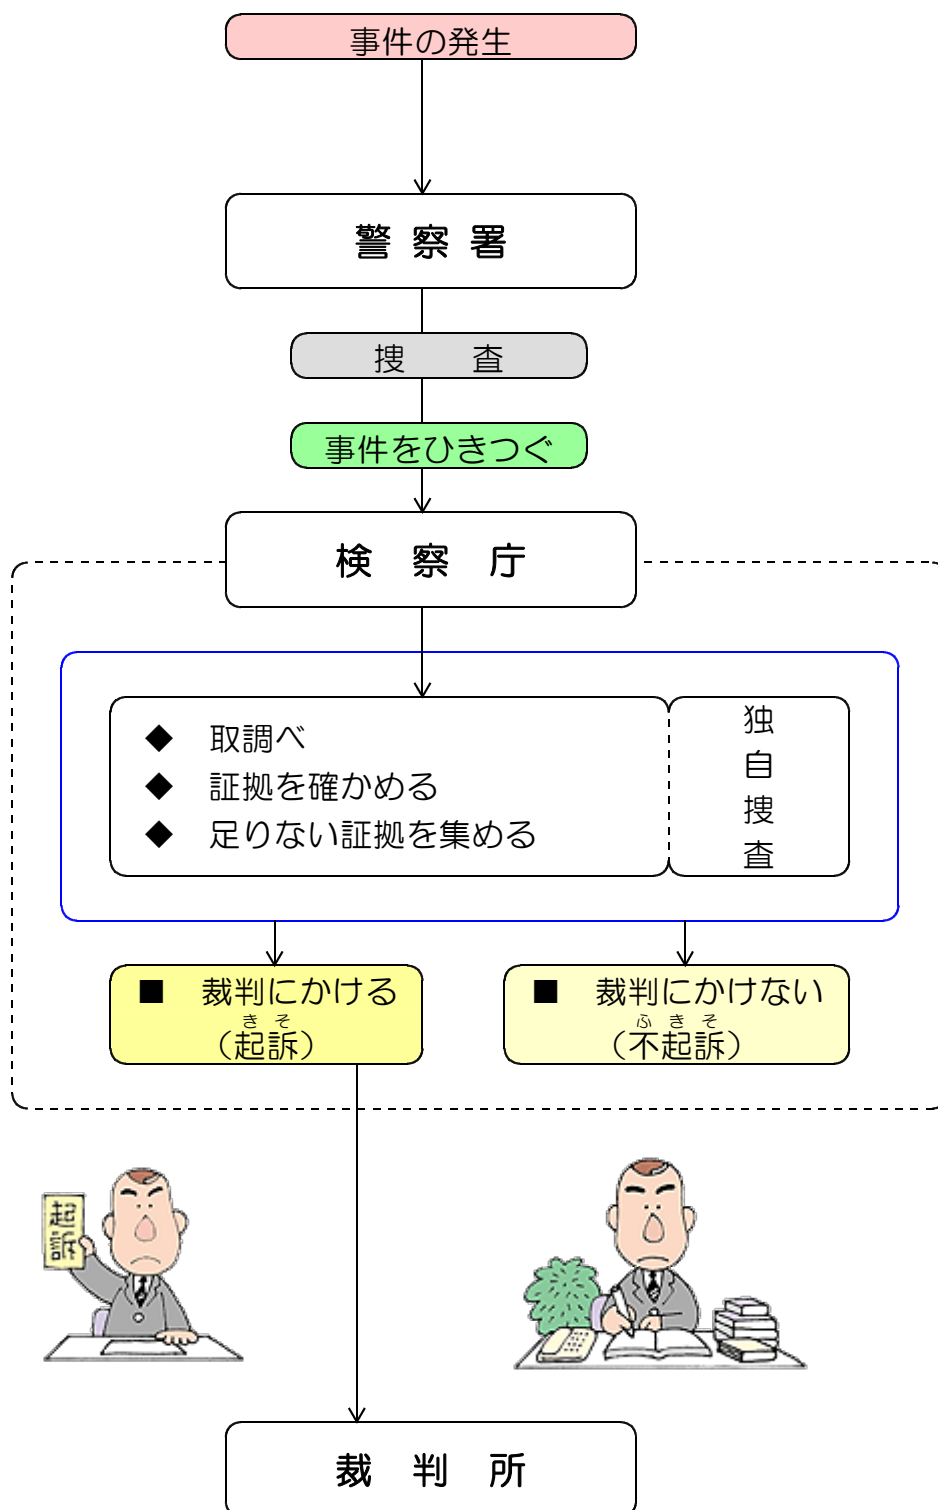 事件の発生
警察署
捜　査
事件をひきつぐ
検　察　庁
◆　取調べ
◆　証拠を確かめる
◆　足りない証拠を集める
独自捜査
■　裁判にかける
きそ
（起訴）
■　裁判にかけない
ふきそ
（不起訴）
起訴
裁　判　所